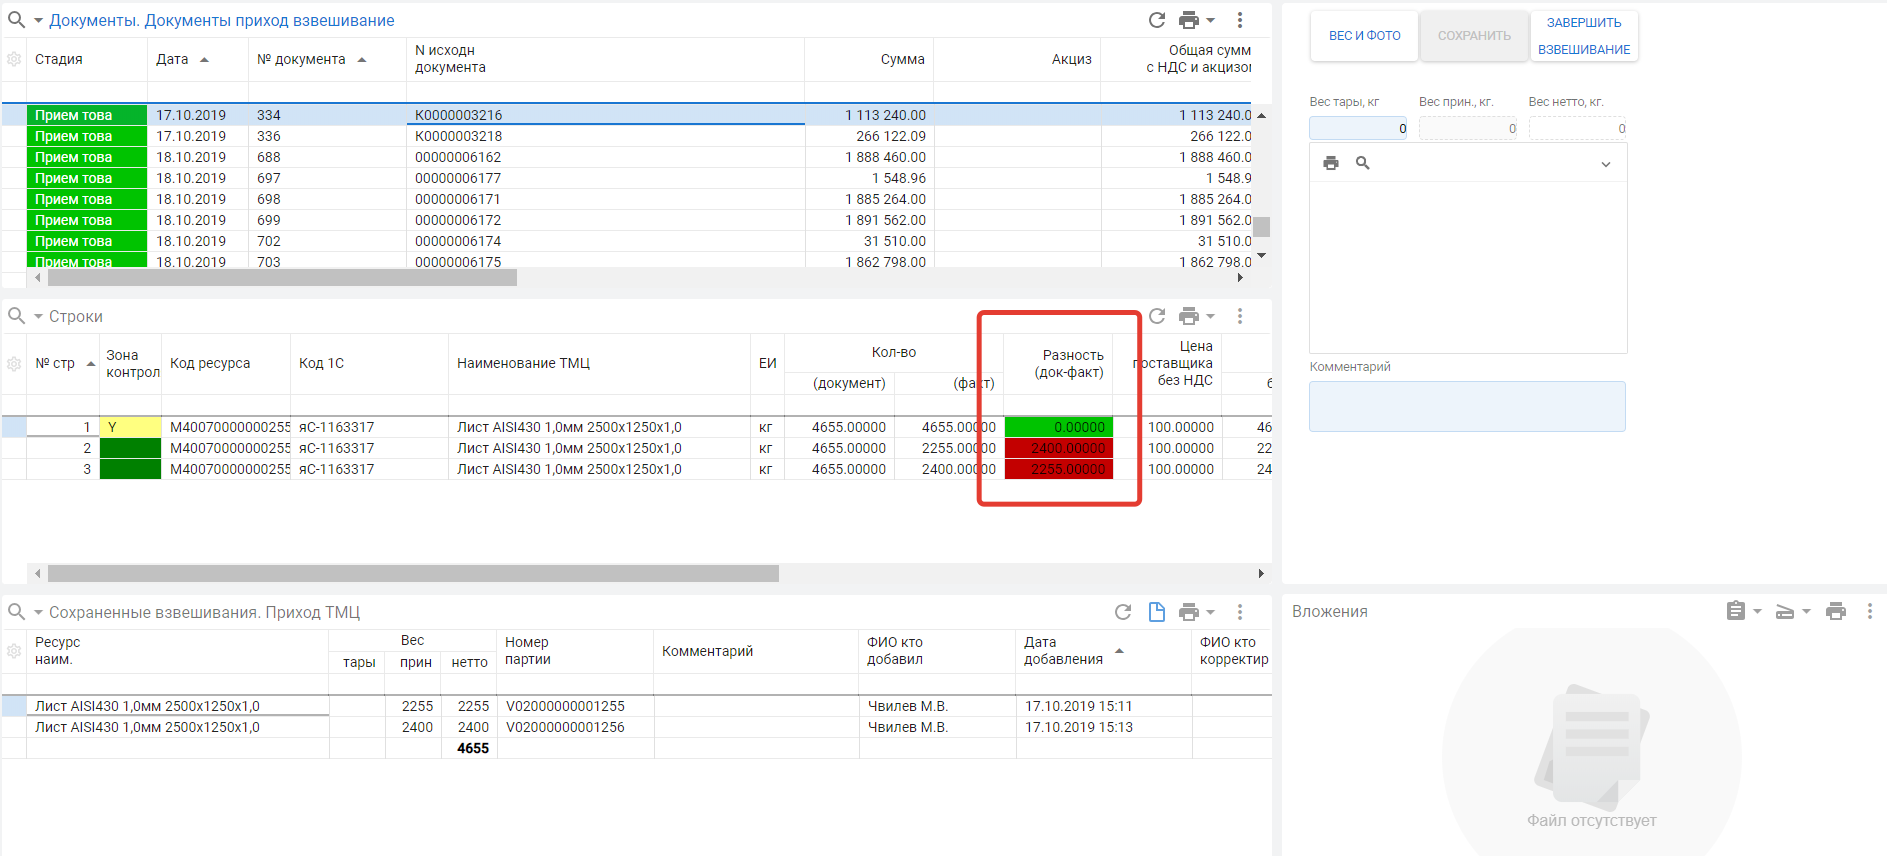 Документы. Документы приход взвешивание
Стадия Дата № документа N исходн документа Сумма Акциз Общая сумм с НДС и акцизо
Прием това 17.10.2019 334 К0000003216 1 113 240.00 1 113 240.0
Прием това 17.10.2019 336 К0000003218 266 122.09 266 122.0
Прием това 18.10.2019 688 00000006162 1 888 460.00 1 888 460.0
Прием това 18.10.2019 697 00000006177 1 548.96 1 548.9
Прием това 18.10.2019 698 00000006171 1 885 264.00 1 885 264.0
Прием това 18.10.2019 699 00000006172 1 891 562.00 1 891 562.0
Прием това 18.10.2019 702 00000006174 31 510.00 31 510.0
Прием това 18.10.2019 703 00000006175 1 862 798.00 1 862 798.0
Строки
№ стр Зона контрол Код ресурса Код 1С Наименование ТМЦ ЕИ Кол-во (документ) (факт) Разность (док-факт) Цена поставщика без НДС б
1 Y М40070000000255 яС-1163317 Лист AISI430 1,0мм 2500х1250х1,0 кг 4655.00000 4655.00000 0.00000 100.00000 46
2 М40070000000255 яС-1163317 Лист AISI430 1,0мм 2500х1250х1,0 кг 4655.00000 2255.00000 2400.00000 100.00000 22
3 М40070000000255 яС-1163317 Лист AISI430 1,0мм 2500х1250х1,0 кг 4655.00000 2400.00000 2255.00000 100.00000 24
Сохраненные взвешивания. Приход ТМЦ
Ресурс наим. Вес тары прин нетто Номер партии Комментарий ФИО кто добавил Дата добавления ФИО кто корректир
Лист AISI430 1,0мм 2500х1250х1,0 2255 2255 V02000000001255 Чвилев М.В. 17.10.2019 15:11
Лист AISI430 1,0мм 2500х1250х1,0 2400 2400 V02000000001256 Чвилев М.В. 17.10.2019 15:13
4655
ВЕС И ФОТО СОХРАНИТЬ ЗАВЕРШИТЬ ВЗВЕШИВАНИЕ
Вес тары, кг Вес прин., кг. Вес нетто, кг.
0 0 0
Комментарий
Вложения
Файл отсутствует